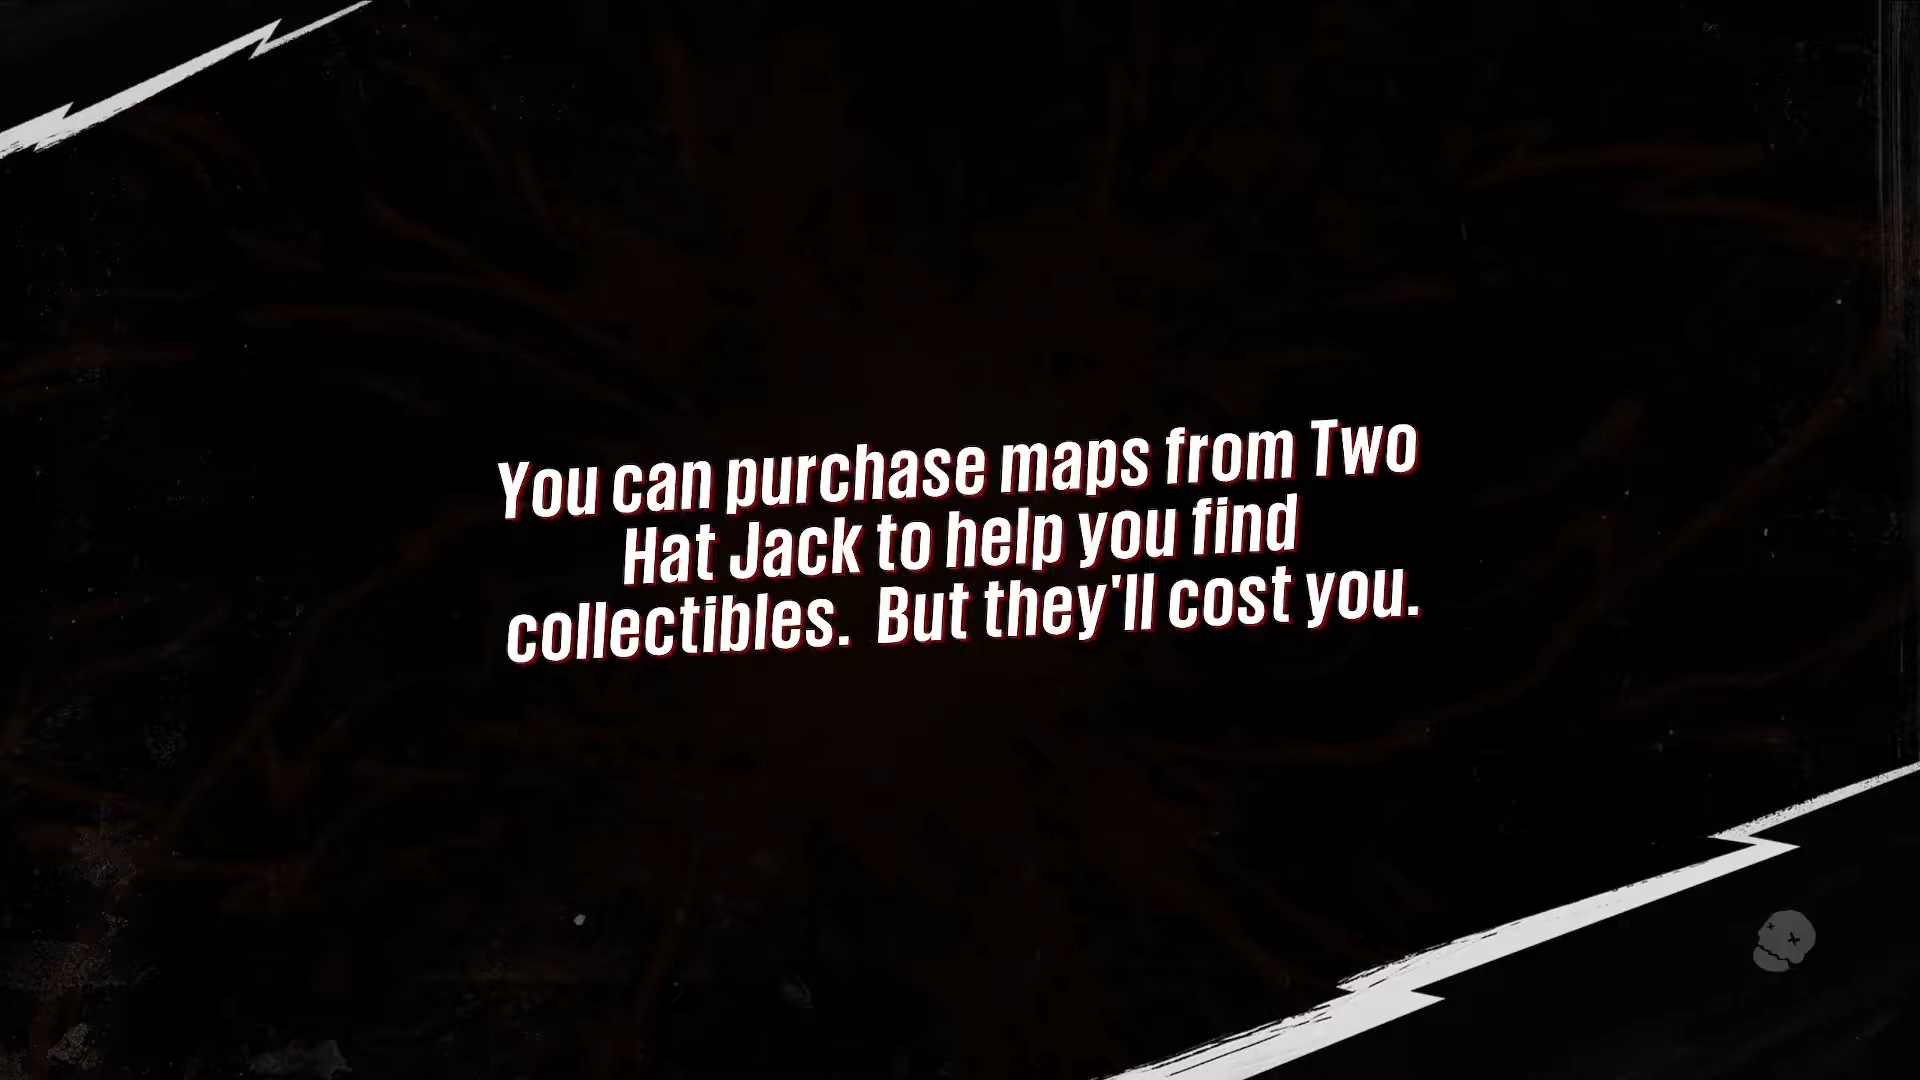 You can purchase maps from Two
Hat Jack to help you find
collectibles.  But they'll cost you.